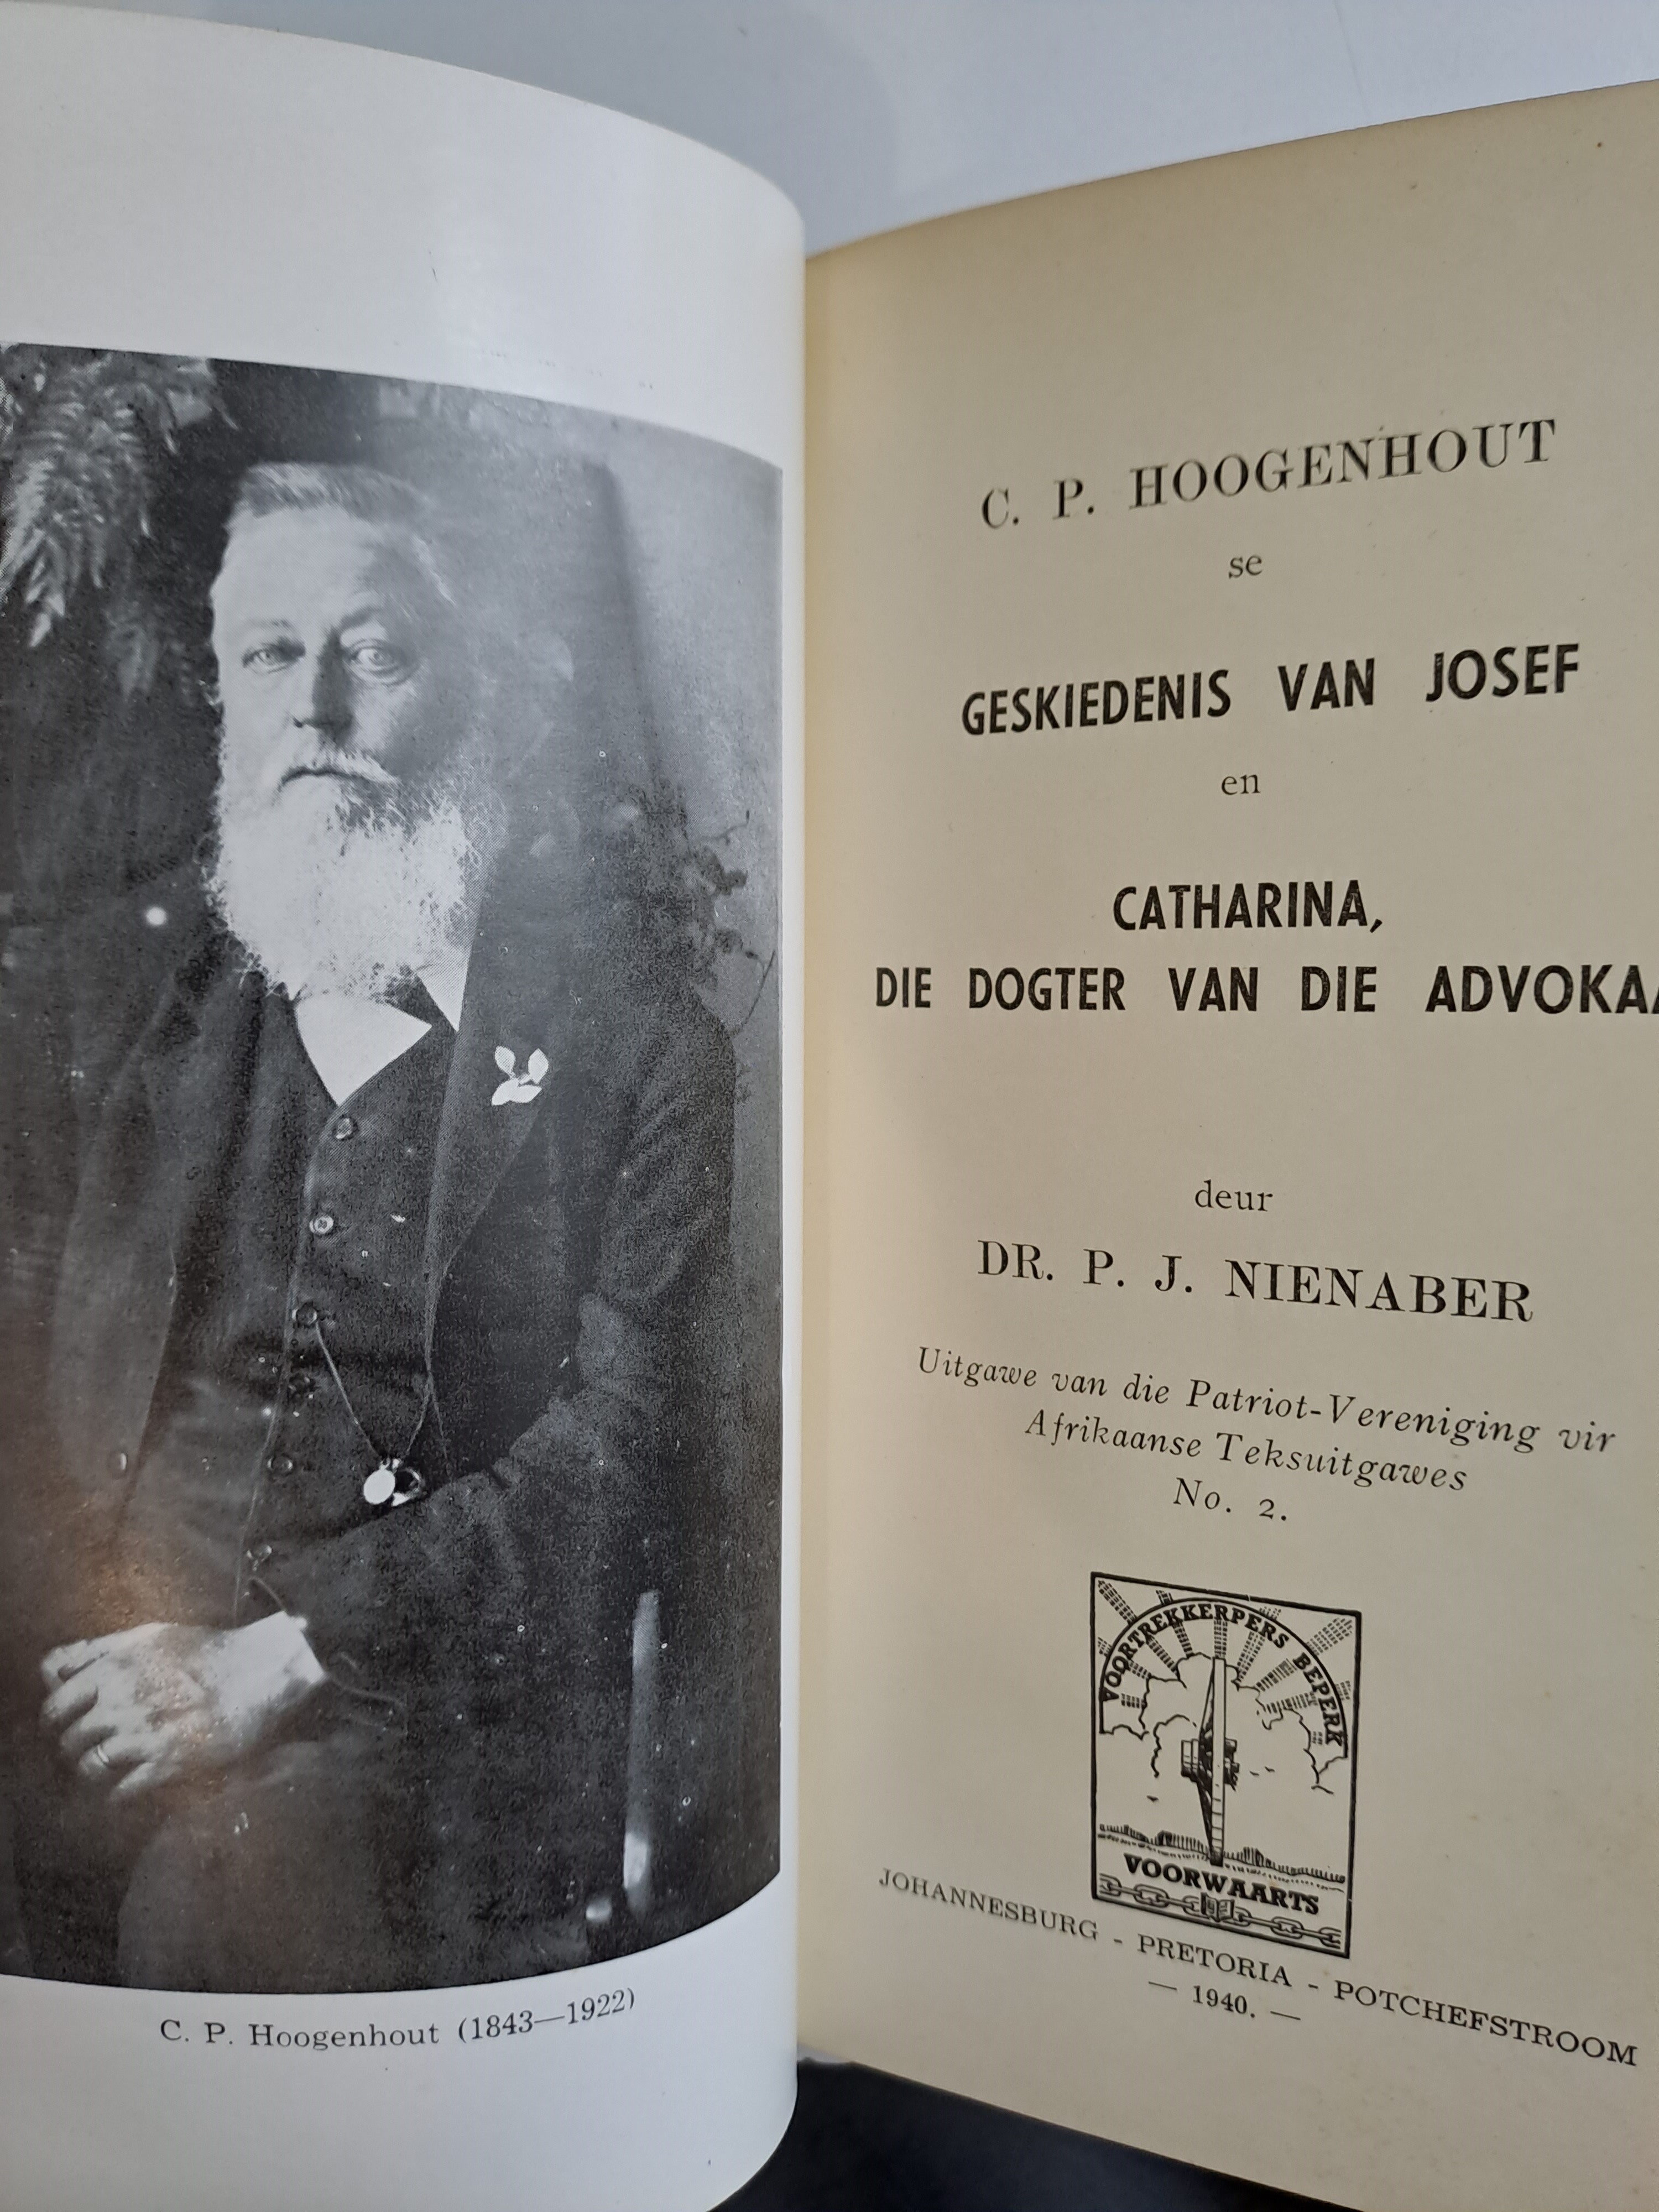 C. P. Hoogenhout (1843—1922)
C. P. HOOGENHOUT
se
GESKIEDENIS VAN JOSEF
en
CATHARINA,
DIE DOGTER VAN DIE ADVOKAA
deur
DR. P. J. NIENABER
Uitgawe van die Patriot-Vereniging vir
Afrikaanse Teksuitgawes
No. 2.
VOORTREKKERPERS BEPERK
VOORWAARTS
JOHANNESBURG - PRETORIA - POTCHEFSTROOM
— 1940. —